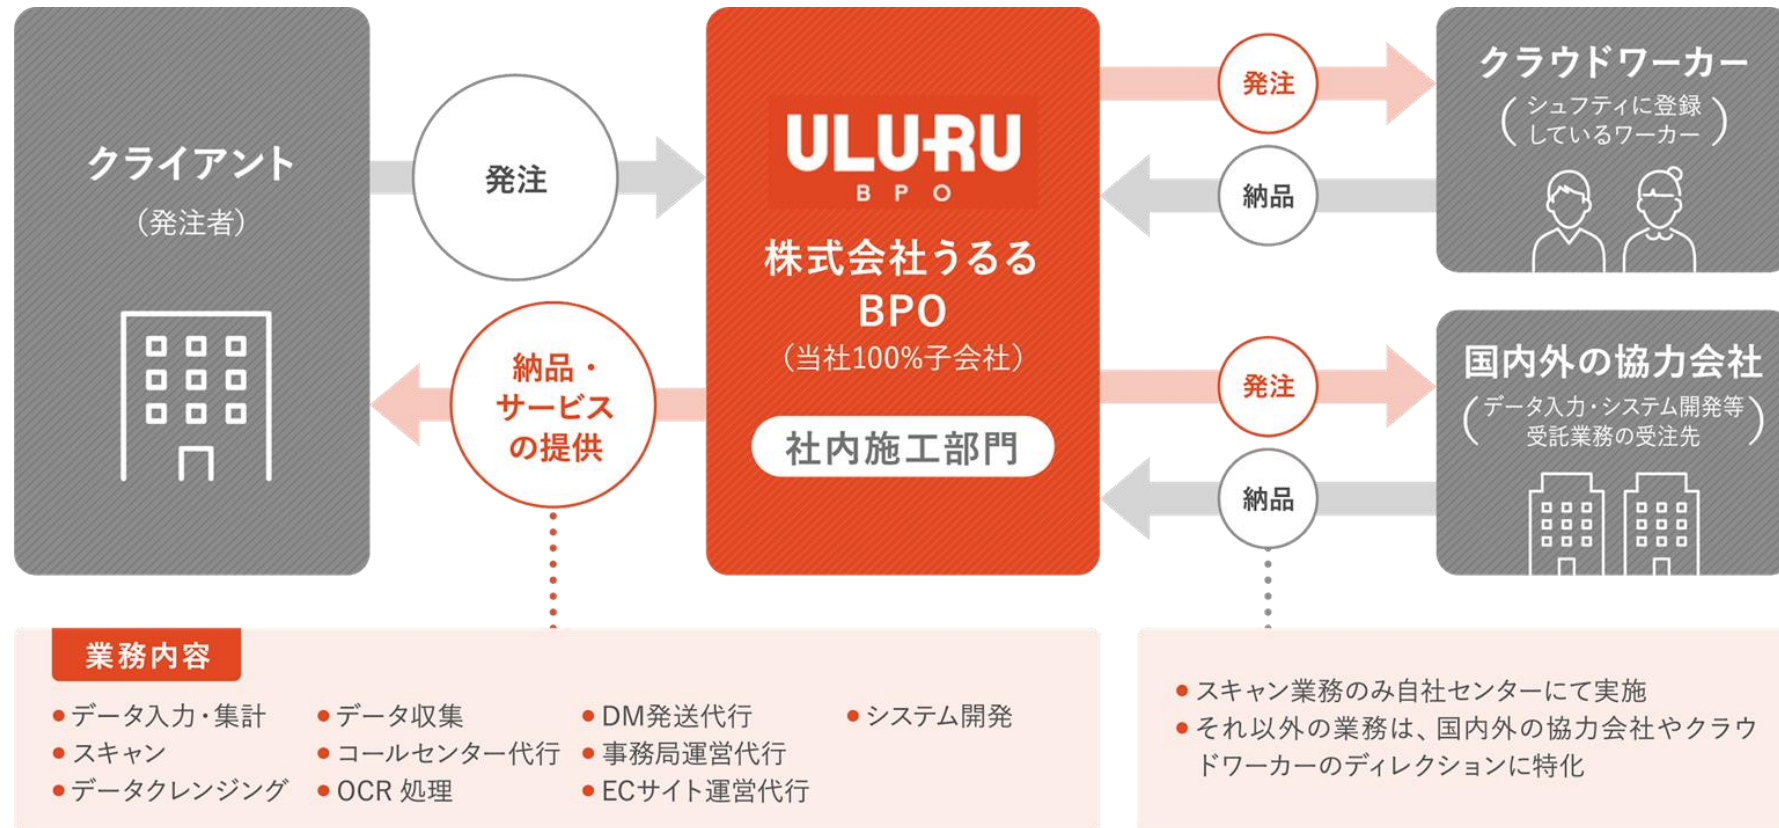 クライアント
（発注者）
発注
納品・
サービス
の提供
ULURU
BPO
株式会社うるる
BPO
（当社100%子会社）
社内施工部門
発注
納品
クラウドワーカー
（シュフティに登録
しているワーカー）
発注
納品
国内外の協力会社
（データ入力・システム開発等
受託業務の受注先）
業務内容
●データ入力・集計
●スキャン
●データクレンジング
●データ収集
●コールセンター代行
●OCR 処理
●DM発送代行
●事務局運営代行
●ECサイト運営代行
●システム開発
●スキャン業務のみ自社センターにて実施
●それ以外の業務は、国内外の協力会社やクラウ
ドワーカーのディレクションに特化